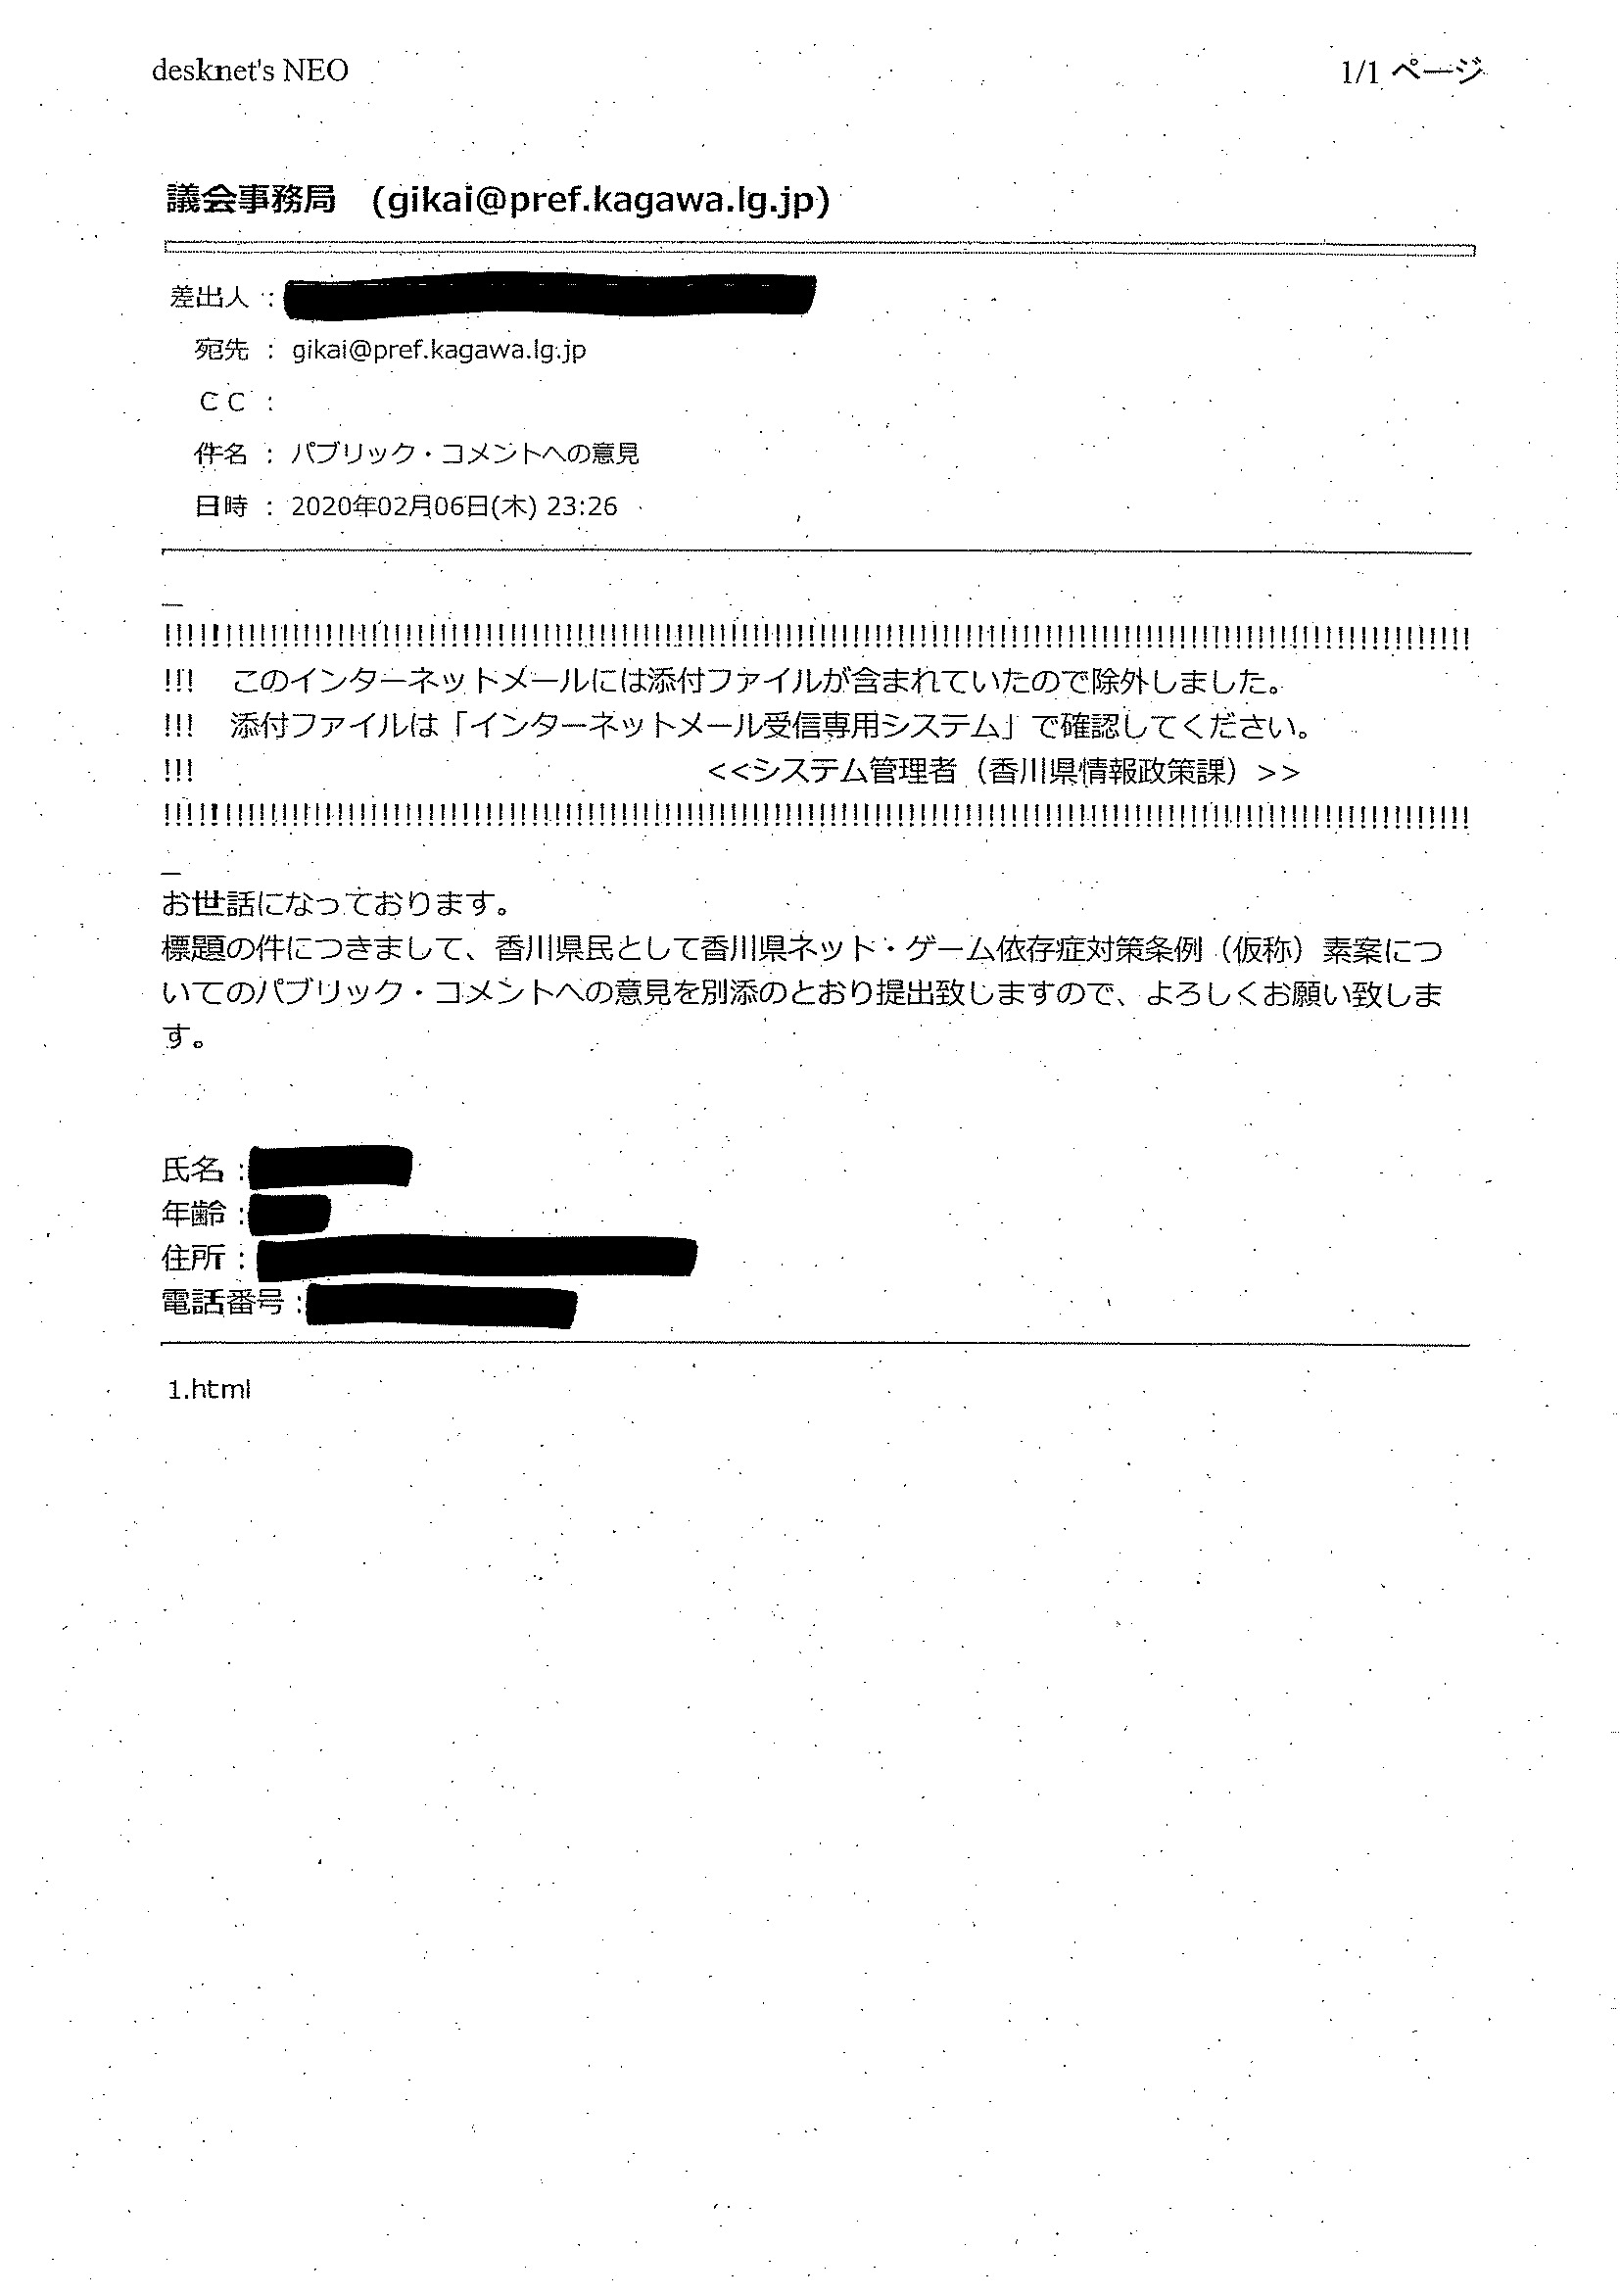 desknet's NEO
1/1 ページ
議会事務局 (gikai@pref.kagawa.lg.jp)
差出人 :
宛先 : gikai@pref.kagawa.lg.jp
ＣＣ :
件名 : パブリック・コメントへの意見
日時 : 2020年02月06日(木) 23:26
!!!!!!!!!!!!!!!!!!!!!!!!!!!!!!!!!!!!!!!!!!!!!!!!!!!!!!!!!!!!!!!!!!!!!!!!!!!!!!!!!!!!!!!!!!!!!!!!!!!!!!!!!!!!
!!! このインターネットメールには添付ファイルが含まれていたので除外しました。
!!! 添付ファイルは「インターネットメール受信専用システム」で確認してください。
!!! <<システム管理者（香川県情報政策課）>>
!!!!!!!!!!!!!!!!!!!!!!!!!!!!!!!!!!!!!!!!!!!!!!!!!!!!!!!!!!!!!!!!!!!!!!!!!!!!!!!!!!!!!!!!!!!!!!!!!!!!!!!!!!!!
お世話になっております。
標題の件につきまして、香川県民として香川県ネット・ゲーム依存症対策条例（仮称）素案につ
いてのパブリック・コメントへの意見を別添のとおり提出致しますので、よろしくお願い致しま
す。
氏名 :
年齢 :
住所 :
電話番号 :
1.html